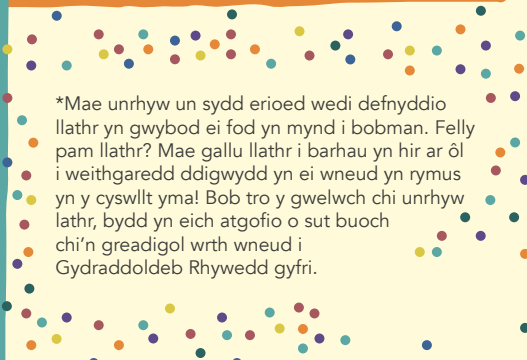 *Mae unrhyw un sydd erioed wedi defnyddio
llathr yn gwybod ei fod yn mynd i bobman. Felly
pam llathr? Mae gallu llathr i barhau yn hir ar ôl
i weithgaredd ddigwydd yn ei wneud yn rymus
yn y cyswllt yma! Bob tro y gwelwch chi unrhyw
lathr, bydd yn eich atgofio o sut buoch
chi’n greadigol wrth wneud i
Gydraddoldeb Rhywedd gyfri.